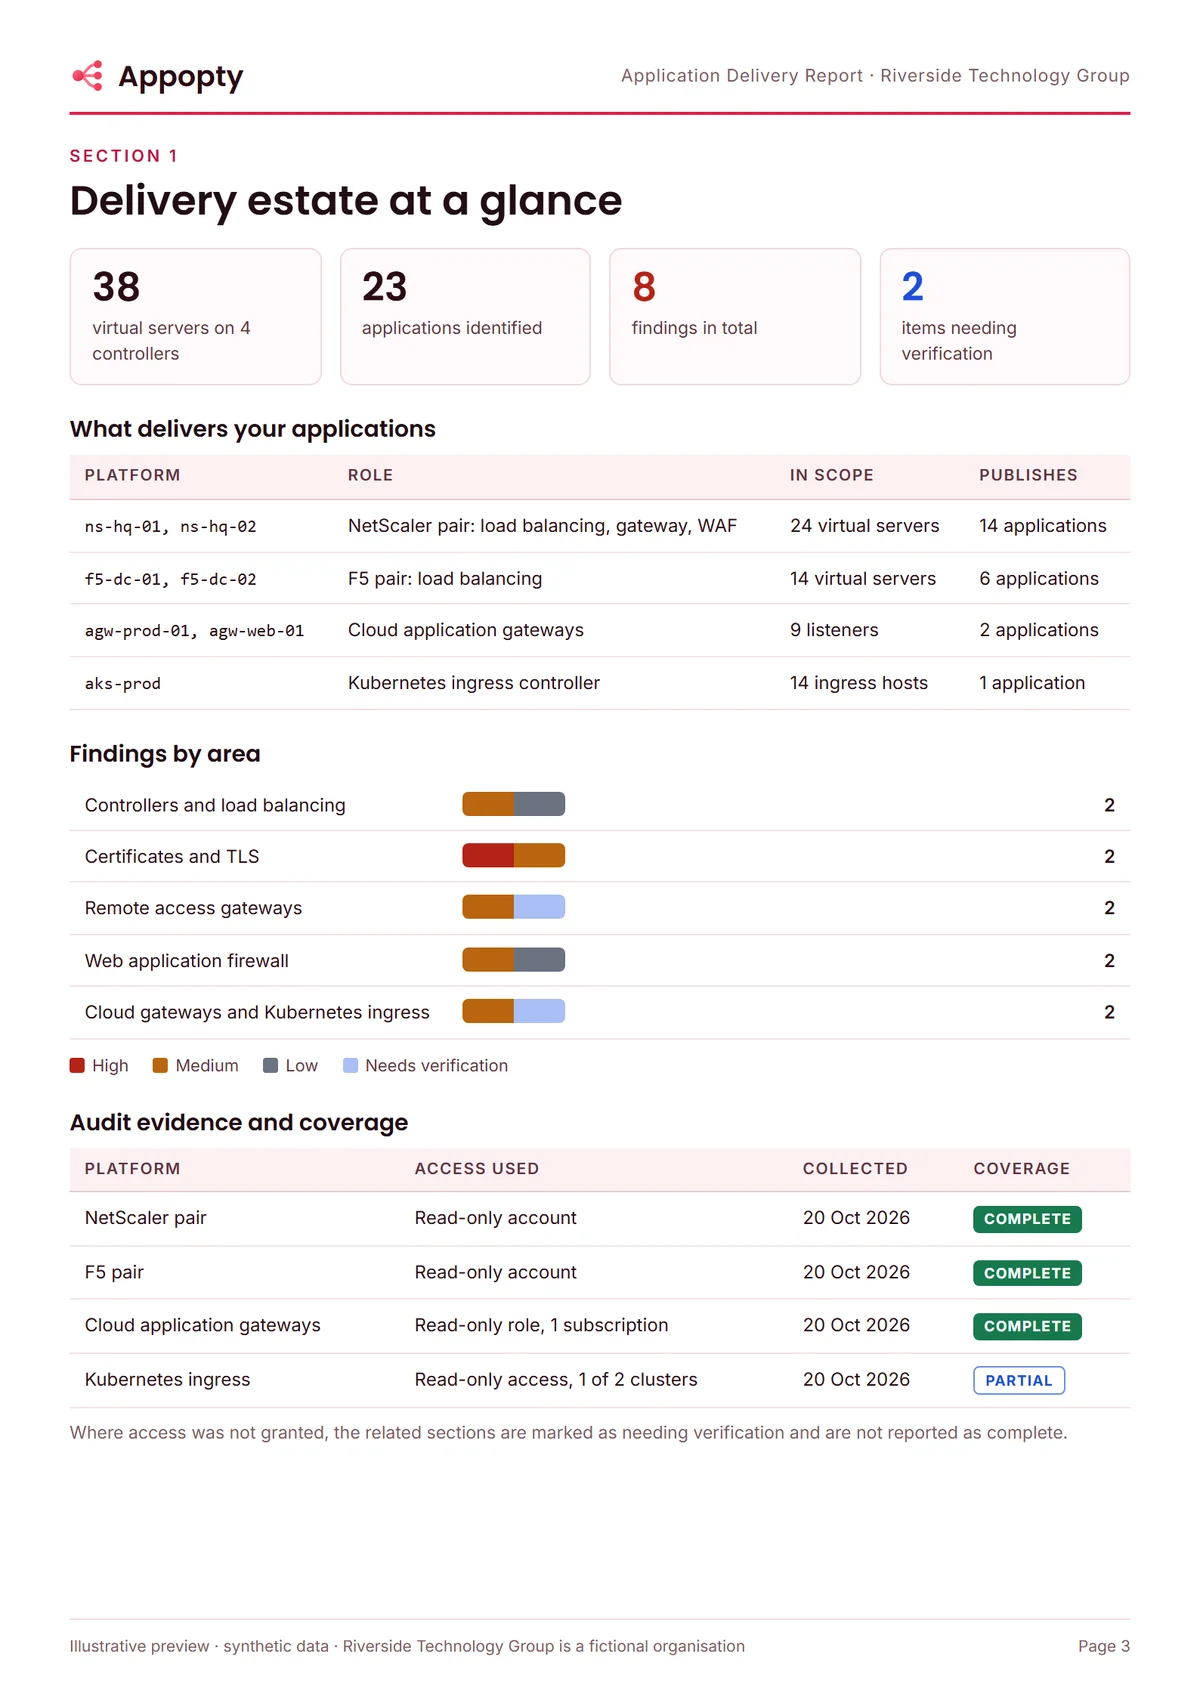 Appopty
Application Delivery Report · Riverside Technology Group
SECTION 1
Delivery estate at a glance
38
virtual servers on 4
controllers
23
applications identified
8
findings in total
2
items needing
verification
What delivers your applications
PLATFORM ROLE IN SCOPE PUBLISHES
ns-hq-01, ns-hq-02 NetScaler pair: load balancing, gateway, WAF 24 virtual servers 14 applications
f5-dc-01, f5-dc-02 F5 pair: load balancing 14 virtual servers 6 applications
agw-prod-01, agw-web-01 Cloud application gateways 9 listeners 2 applications
aks-prod Kubernetes ingress controller 14 ingress hosts 1 application
Findings by area
Controllers and load balancing 2
Certificates and TLS 2
Remote access gateways 2
Web application firewall 2
Cloud gateways and Kubernetes ingress 2
High Medium Low Needs verification
Audit evidence and coverage
PLATFORM ACCESS USED COLLECTED COVERAGE
NetScaler pair Read-only account 20 Oct 2026 COMPLETE
F5 pair Read-only account 20 Oct 2026 COMPLETE
Cloud application gateways Read-only role, 1 subscription 20 Oct 2026 COMPLETE
Kubernetes ingress Read-only access, 1 of 2 clusters 20 Oct 2026 PARTIAL
Where access was not granted, the related sections are marked as needing verification and are not reported as complete.
Illustrative preview · synthetic data · Riverside Technology Group is a fictional organisation
Page 3